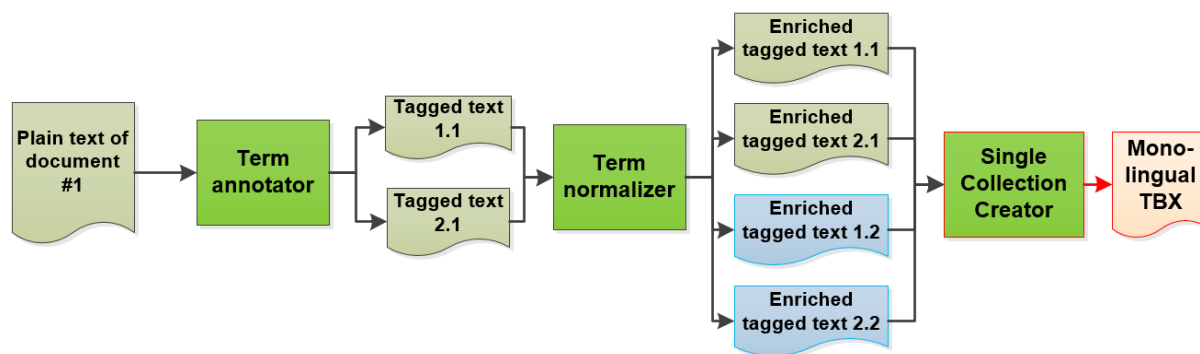 Plain text of
document
#1
Term
annotator
Tagged text
1.1
Tagged text
2.1
Term
normalizer
Enriched
tagged text 1.1
Enriched
tagged text 2.1
Enriched
tagged text 1.2
Enriched
tagged text 2.2
Single
Collection
Creator
Mono-
lingual
TBX